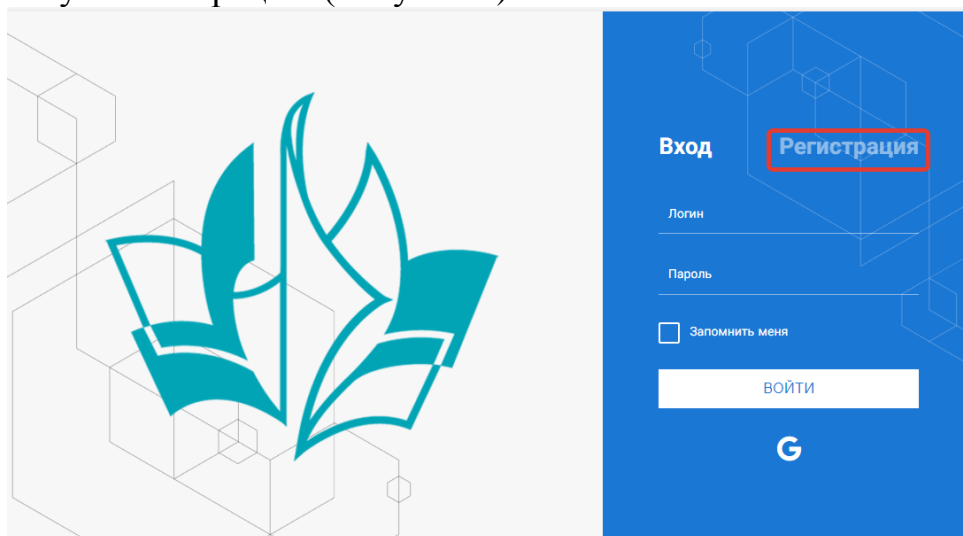 Вход Регистрация
Логин
Пароль
Запомнить меня
ВОЙТИ
G